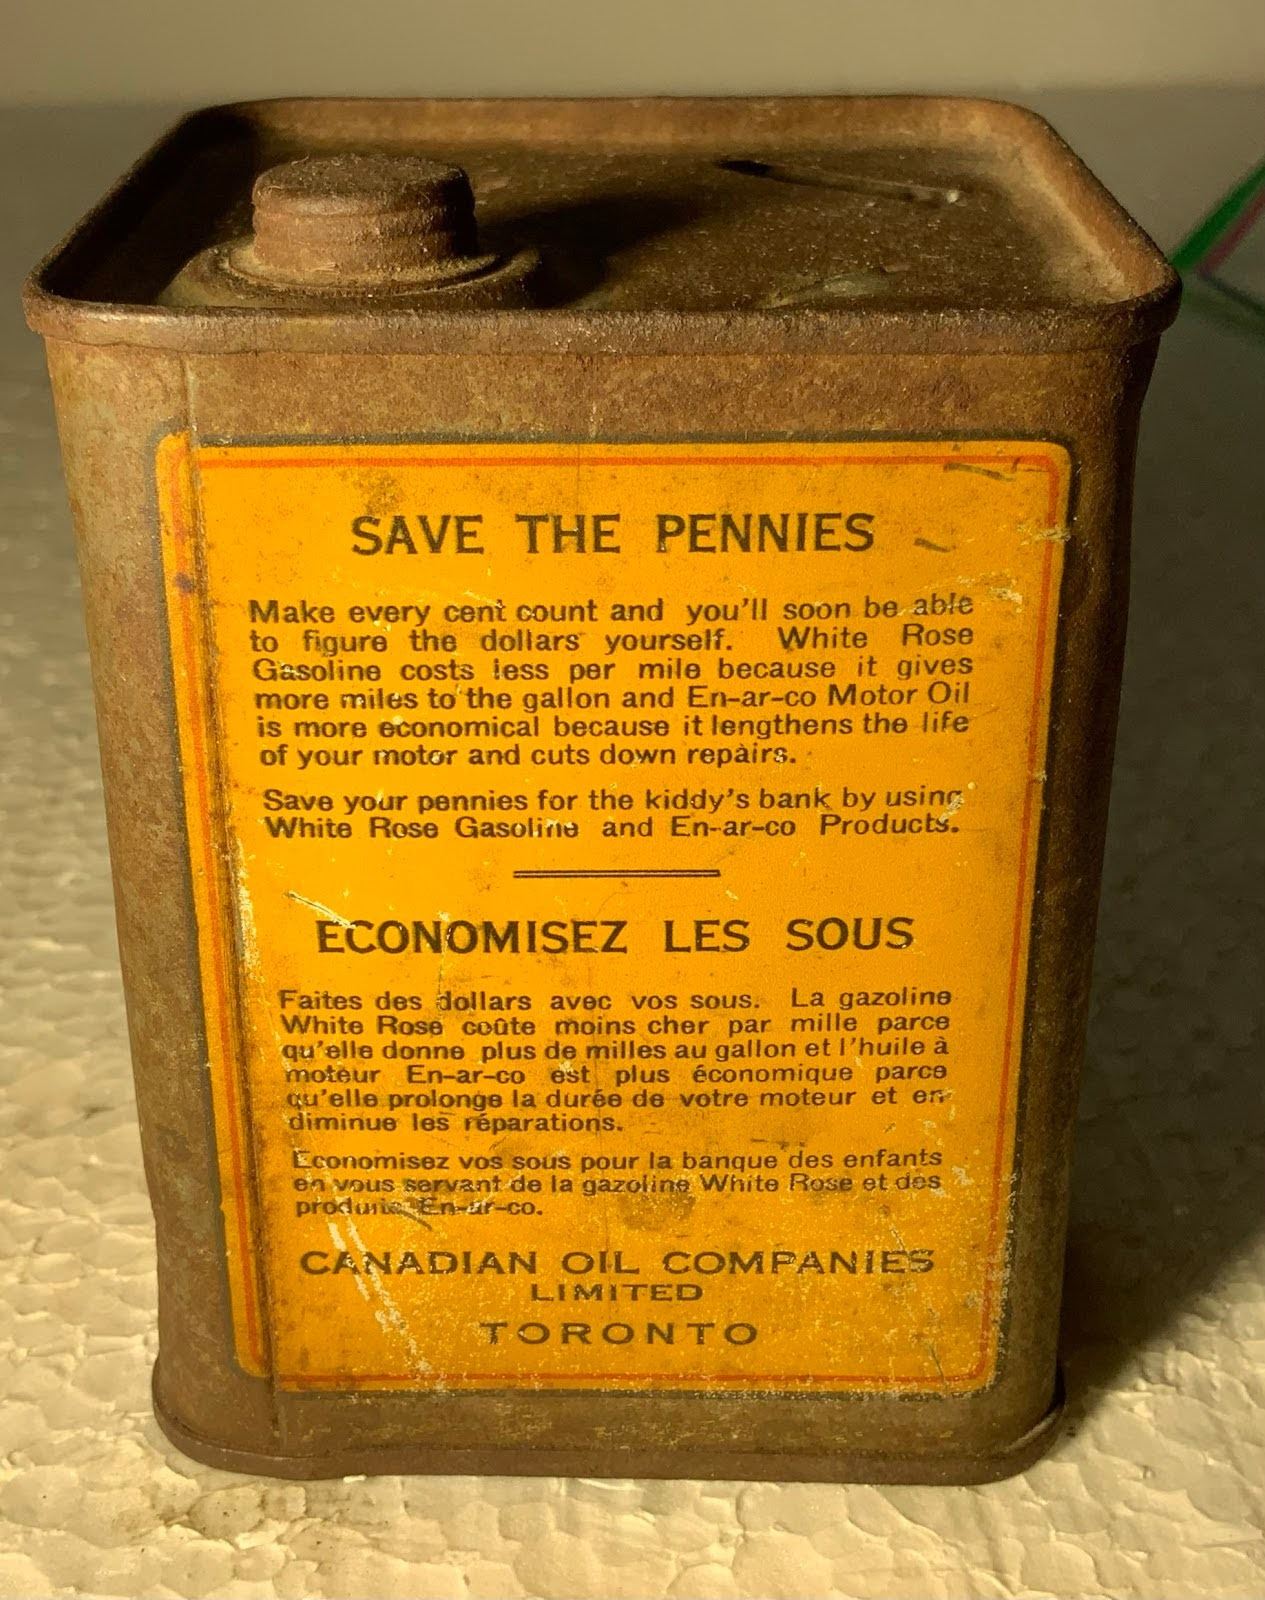 SAVE THE PENNIES
Make every cent count and you'll soon be able
to figure the dollars yourself. White Rose
Gasoline costs less per mile because it gives
more miles to the gallon and En-ar-co Motor Oil
is more economical because it lengthens the life
of your motor and cuts down repairs.
Save your pennies for the kiddy's bank by using
White Rose Gasoline and En-ar-co Products.
ECONOMISEZ LES SOUS
Faites des dollars avec vos sous. La gazoline
White Rose coûte moins cher par mille parce
qu'elle donne plus de milles au gallon et l'huile à
moteur En-ar-co est plus économique parce
qu'elle prolonge la durée de votre moteur et en
diminue les réparations.
Economisez vos sous pour la banque des enfants
en vous servant de la gazoline White Rose et des
produits En-ar-co.
CANADIAN OIL COMPANIES
LIMITED
TORONTO